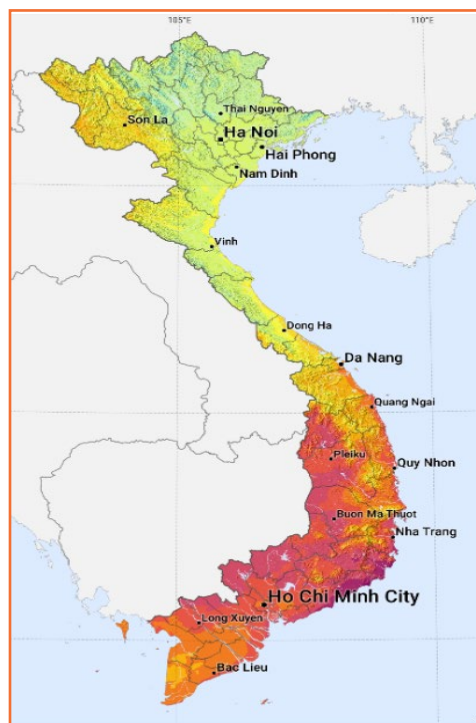 105°E
110°E
Son La
Thai Nguyen
Ha Noi
Hai Phong
Nam Dinh
Vinh
Dong Ha
Da Nang
Quang Ngai
Pleiku
Quy Nhon
Buon Ma Thuot
Nha Trang
Ho Chi Minh City
Long Xuyen
Bac Lieu